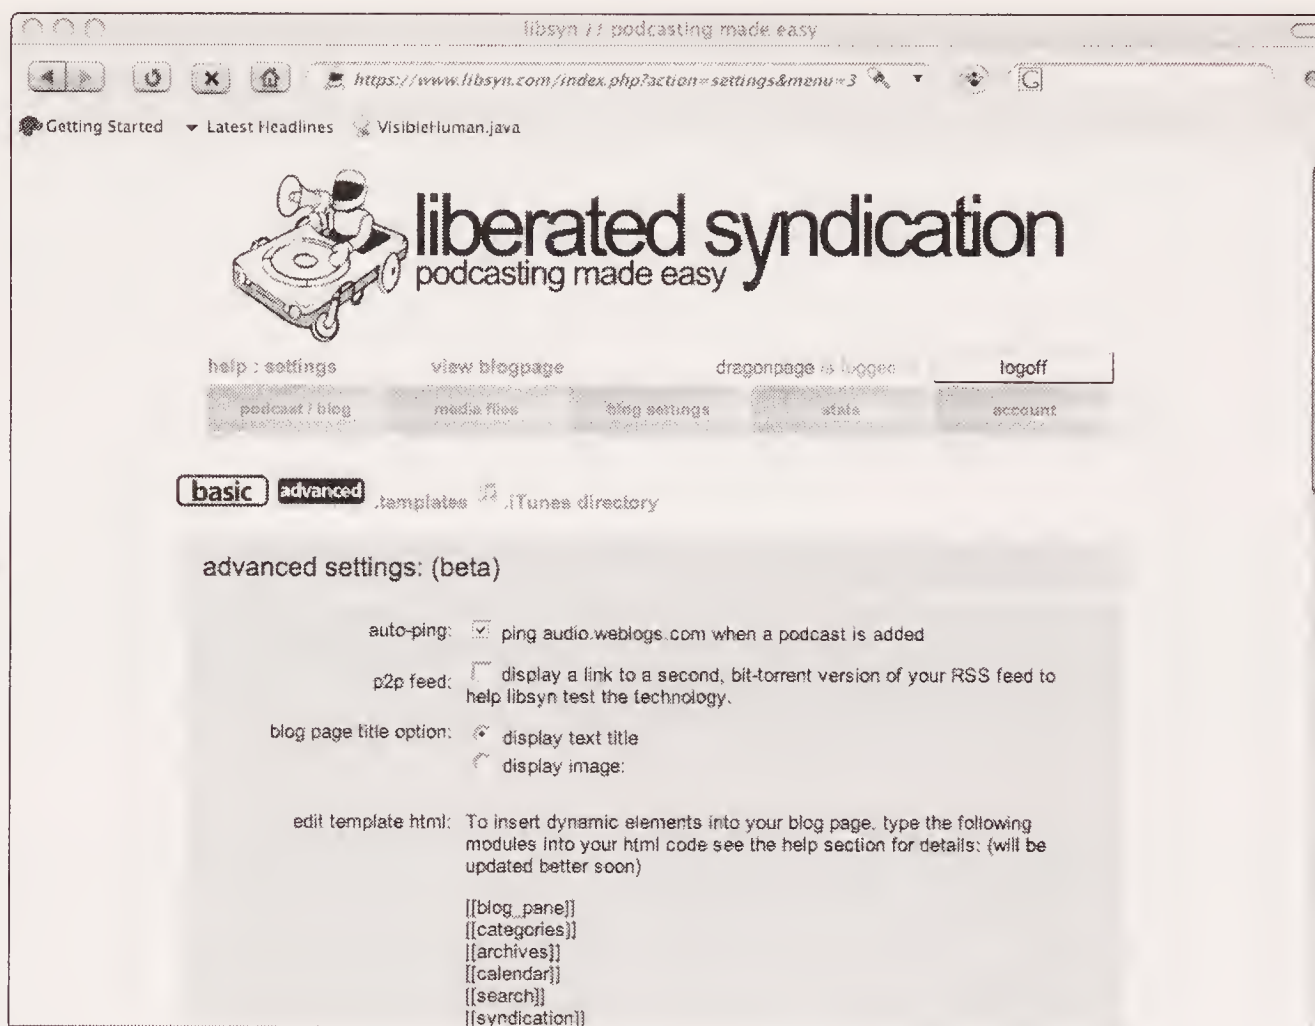 libsyn // podcasting made easy
https://www.libsyn.com/index.php?action=settings&menu=3
G
Getting Started Latest Headlines VisibleHuman.java
liberated syndication
podcasting made easy
help : settings view blogpage dragonpage is logged logoff
podcast / blog media files blog settings stats account
basic advanced .templates .iTunes directory
advanced settings: (beta)
auto-ping: ping audio.weblogs.com when a podcast is added
p2p feed: display a link to a second, bit-torrent version of your RSS feed to
help libsyn test the technology.
blog page title option: display text title
display image:
edit template html: To insert dynamic elements into your blog page, type the following
modules into your html code see the help section for details: (will be
updated better soon)
[[blog_pane]]
[[categories]]
[[archives]]
[[calendar]]
[[search]]
[[syndication]]